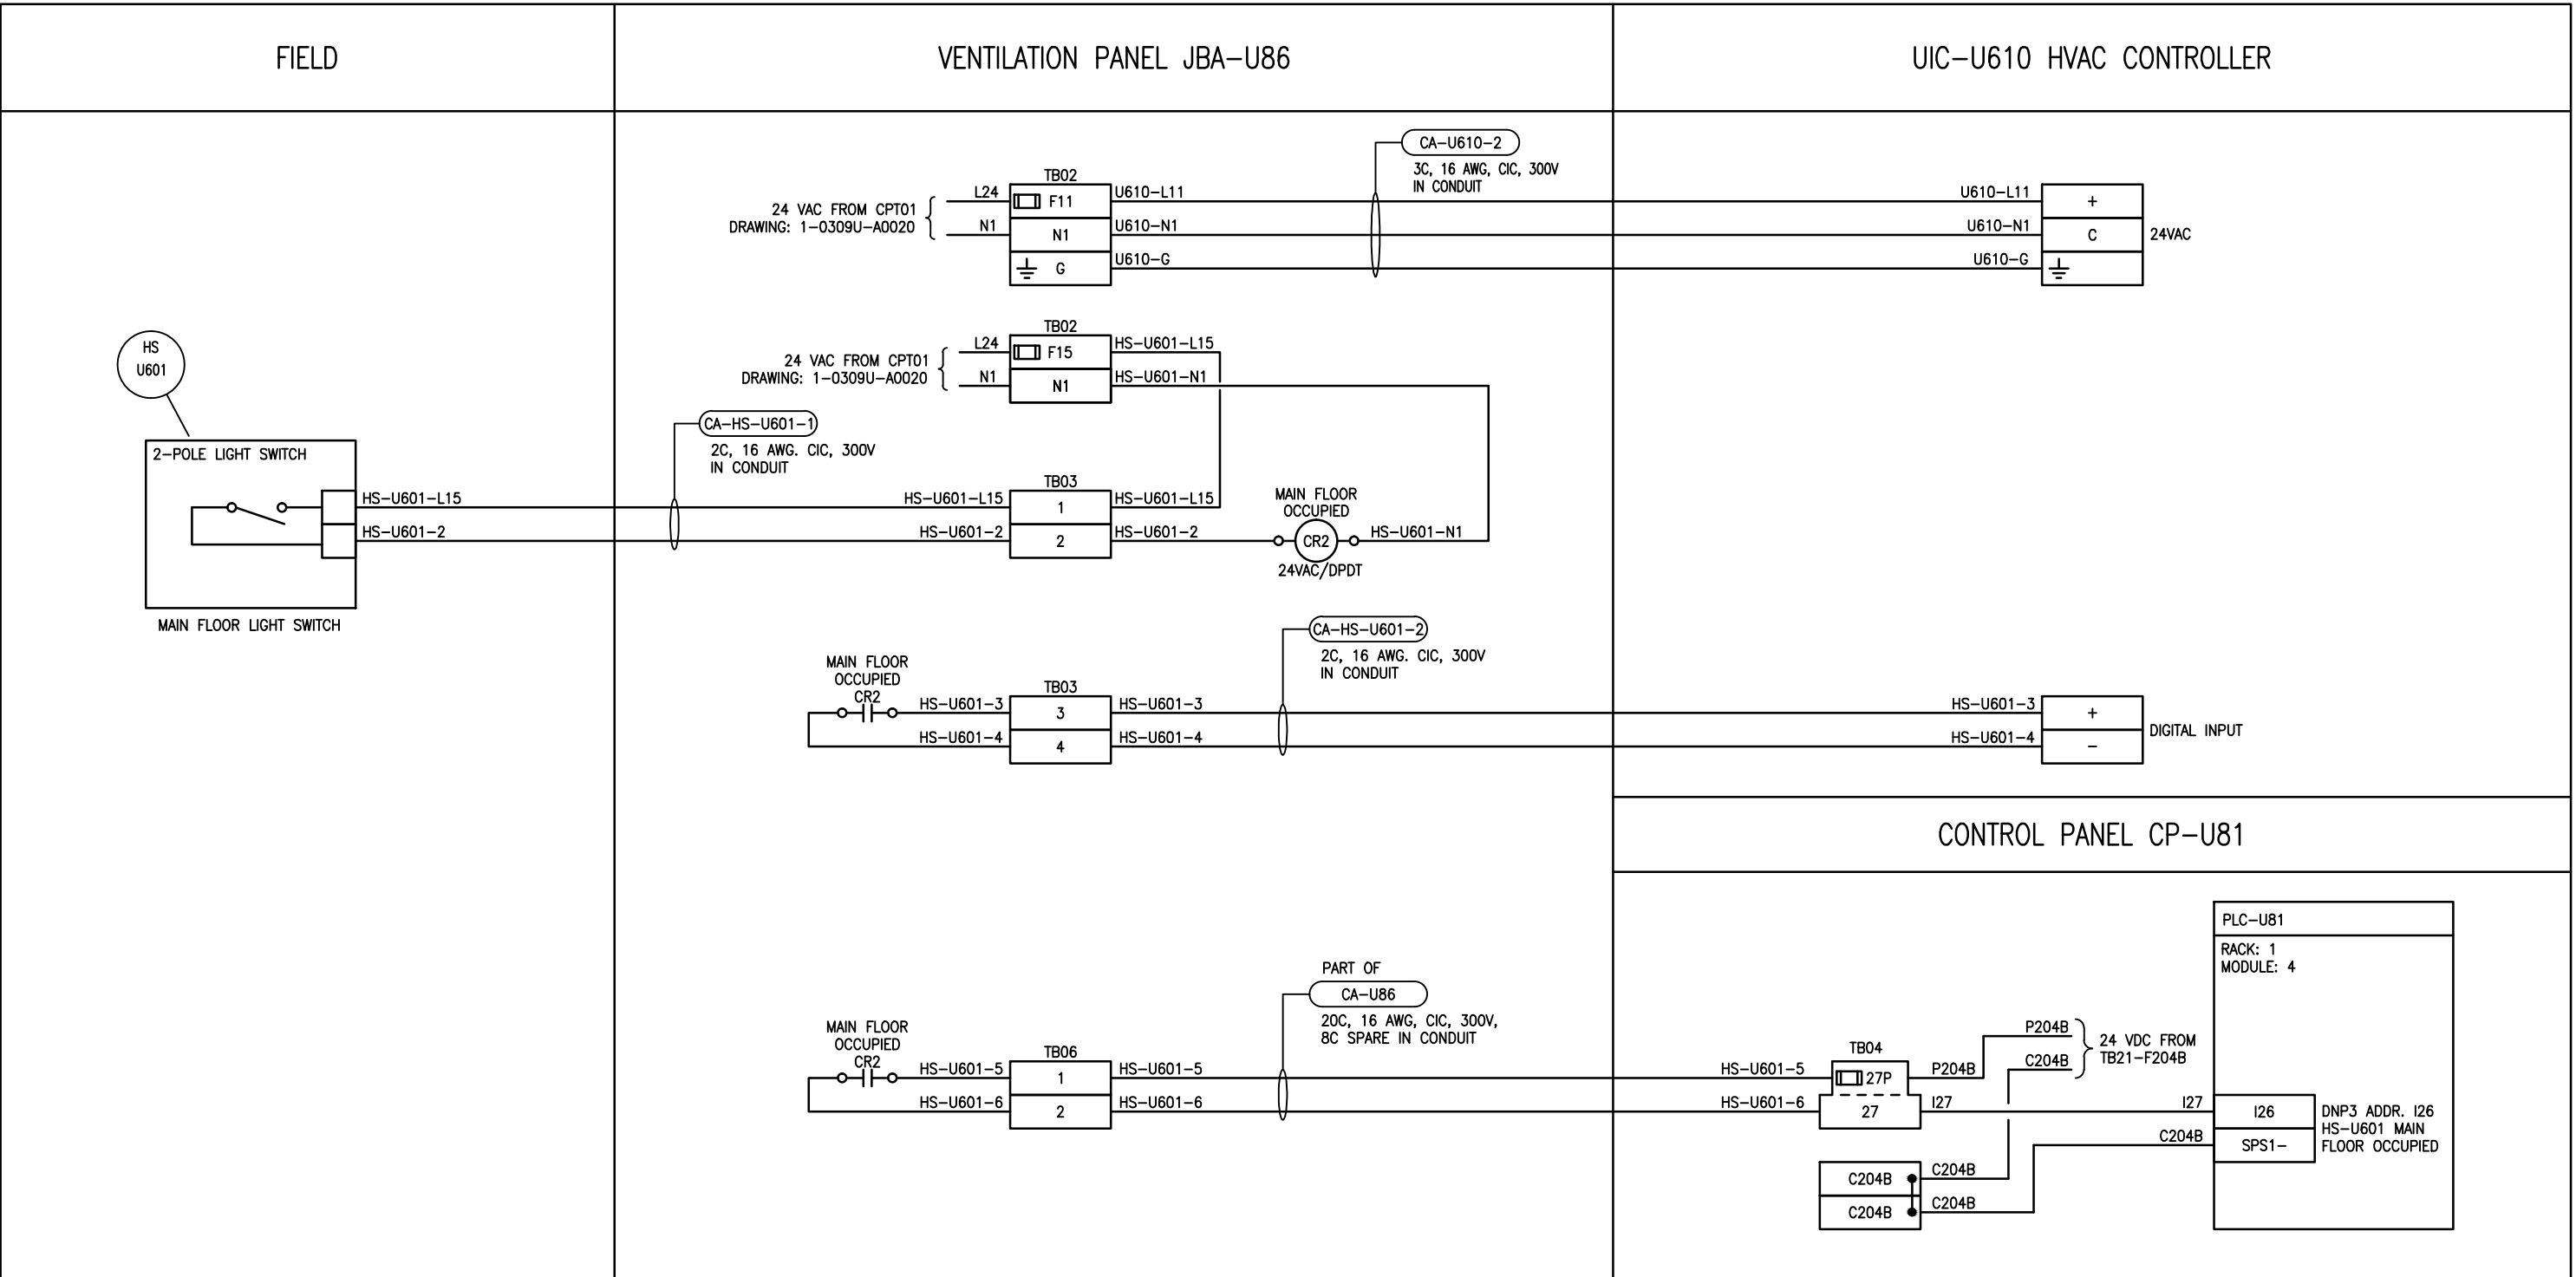 FIELD
VENTILATION PANEL JBA-U86
UIC-U610 HVAC CONTROLLER
CA-U610-2
3C, 16 AWG, CIC, 300V
IN CONDUIT
TB02
24 VAC FROM CPT01
DRAWING: 1-0309U-A0020
L24
F11
U610-L11
U610-L11
+
N1
N1
U610-N1
U610-N1
C
24VAC
G
U610-G
U610-G
HS
U601
TB02
24 VAC FROM CPT01
DRAWING: 1-0309U-A0020
L24
F15
HS-U601-L15
N1
N1
HS-U601-N1
CA-HS-U601-1
2C, 16 AWG. CIC, 300V
IN CONDUIT
2-POLE LIGHT SWITCH
TB03
HS-U601-L15
HS-U601-L15
1
HS-U601-L15
MAIN FLOOR
OCCUPIED
HS-U601-2
HS-U601-2
2
HS-U601-2
CR2
HS-U601-N1
24VAC/DPDT
MAIN FLOOR LIGHT SWITCH
CA-HS-U601-2
2C, 16 AWG. CIC, 300V
IN CONDUIT
MAIN FLOOR
OCCUPIED
CR2
TB03
HS-U601-3
3
HS-U601-3
HS-U601-3
+
HS-U601-4
4
HS-U601-4
HS-U601-4
-
DIGITAL INPUT
CONTROL PANEL CP-U81
PLC-U81
RACK: 1
MODULE: 4
PART OF
CA-U86
20C, 16 AWG, CIC, 300V,
8C SPARE IN CONDUIT
MAIN FLOOR
OCCUPIED
CR2
TB06
HS-U601-5
1
HS-U601-5
HS-U601-5
TB04
27P
P204B
P204B
C204B
24 VDC FROM
TB21-F204B
HS-U601-6
2
HS-U601-6
HS-U601-6
27
I27
I27
I26
DNP3 ADDR. I26
HS-U601 MAIN
FLOOR OCCUPIED
C204B
SPS1-
C204B
C204B
C204B
C204B